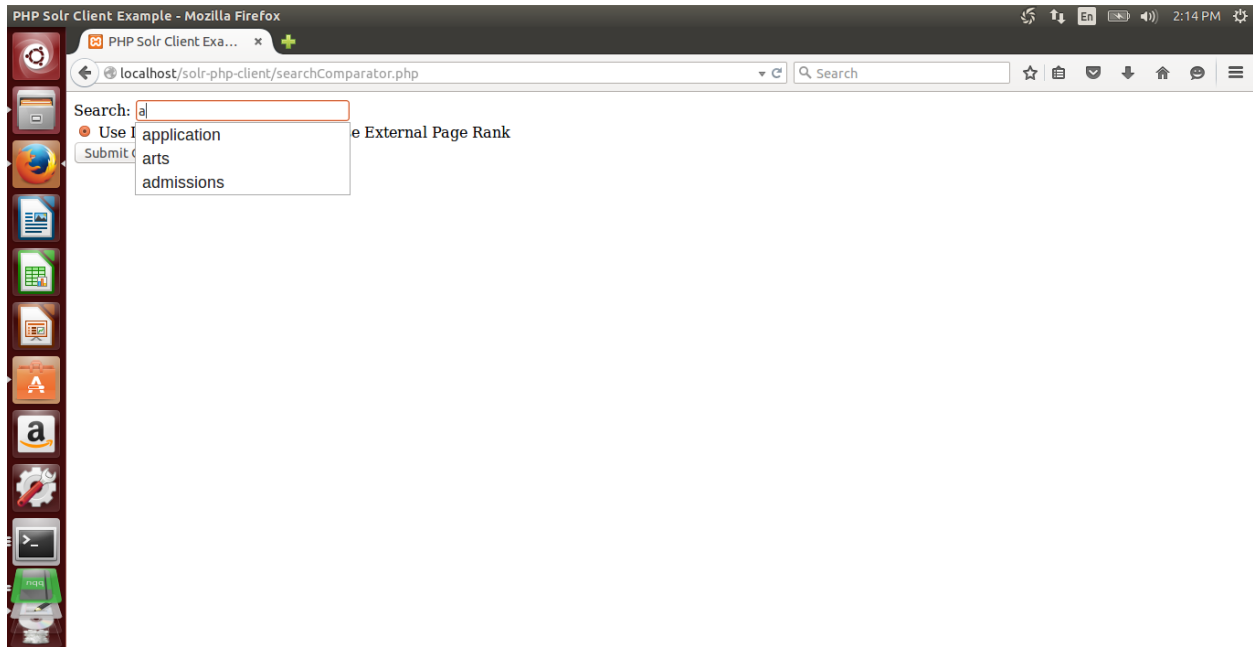 PHP Solr Client Example - Mozilla Firefox En 2:14 PM
PHP Solr Client Exa...
localhost/solr-php-client/searchComparator.php Search
Search: a
Use e External Page Rank
application
Submit
arts
admissions
a
>_
nqq